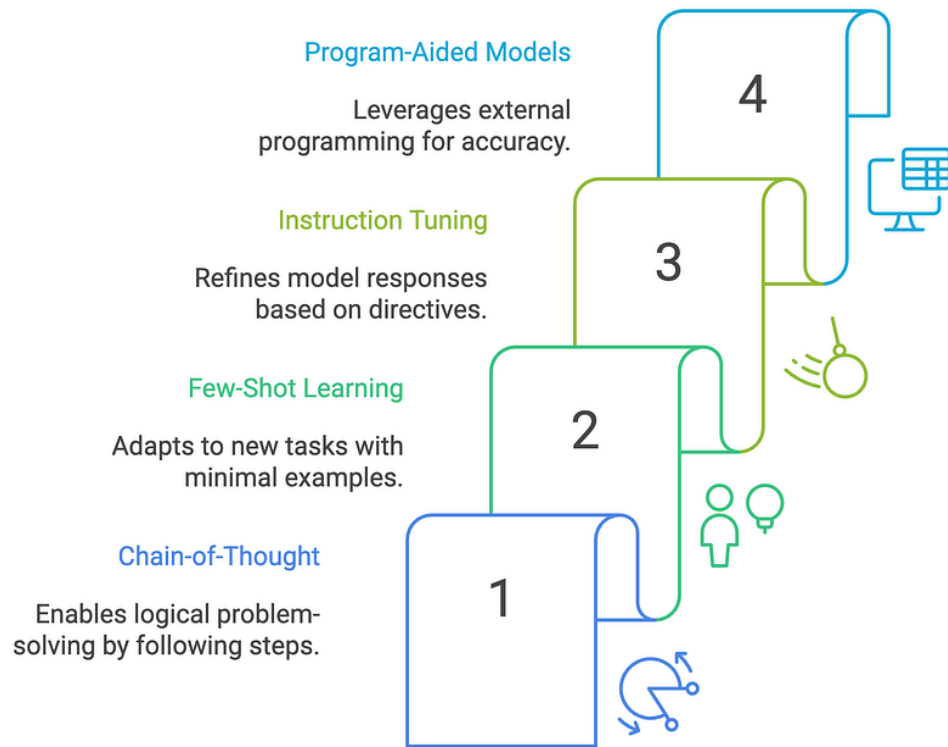 Program-Aided Models
4
Leverages external
programming for accuracy.
Instruction Tuning
3
Refines model responses
based on directives.
Few-Shot Learning
2
Adapts to new tasks with
minimal examples.
Chain-of-Thought
1
Enables logical problem-
solving by following steps.